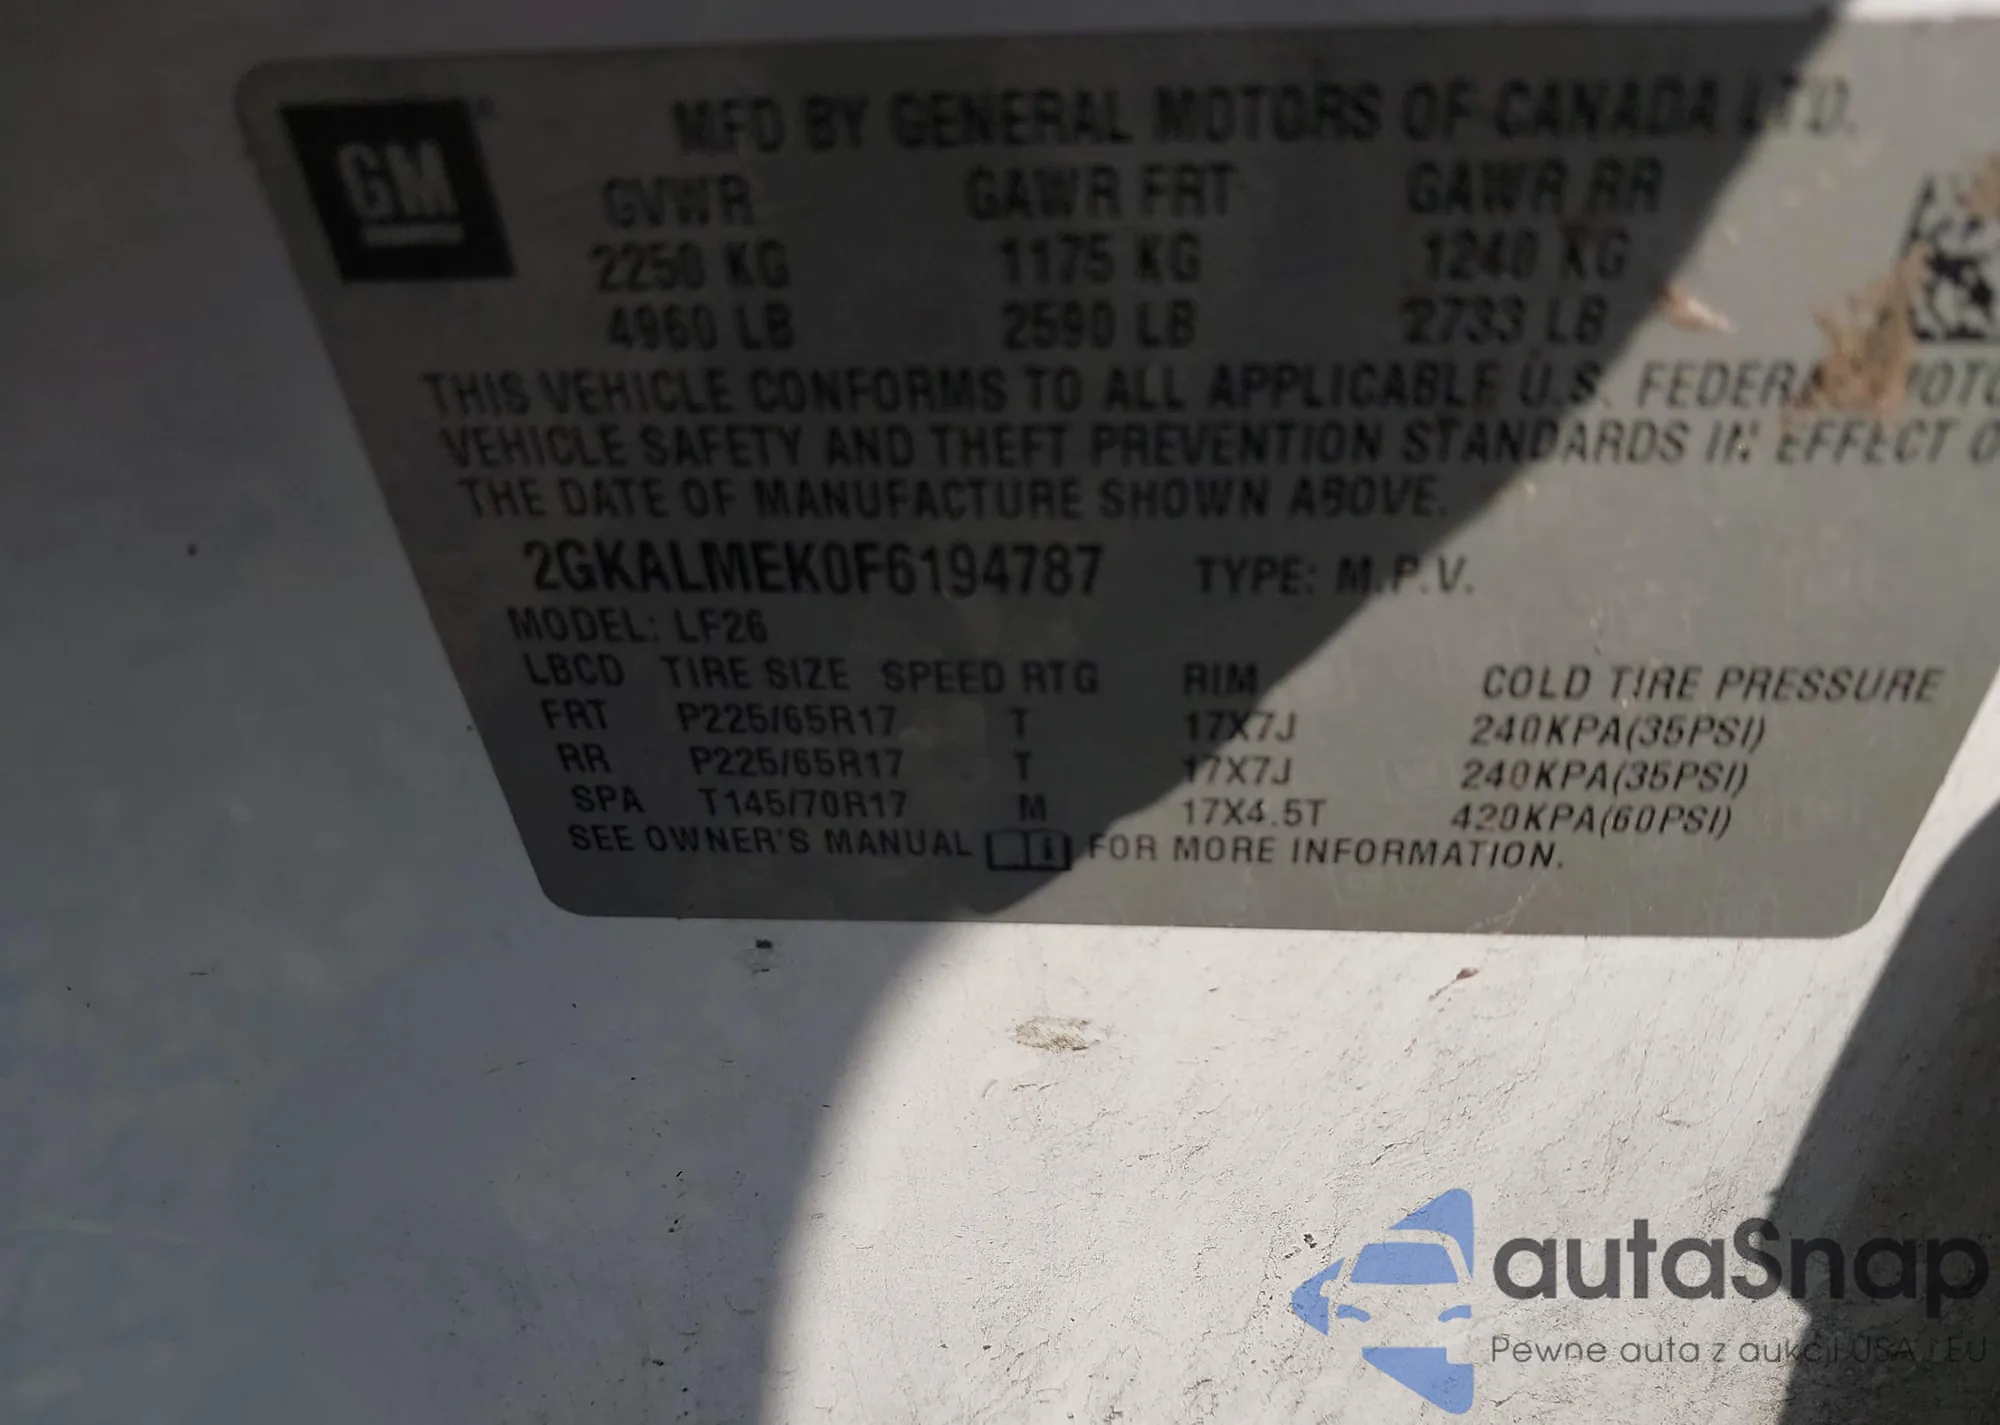 GM
MFD BY GENERAL MOTORS OF CANADA LTD.
GVWR GAWR FRT GAWR RR
2250 KG 1175 KG 1240 KG
4960 LB 2590 LB 2733 LB
THIS VEHICLE CONFORMS TO ALL APPLICABLE U.S. FEDERAL MOTO
VEHICLE SAFETY AND THEFT PREVENTION STANDARDS IN EFFECT O
THE DATE OF MANUFACTURE SHOWN ABOVE.
2GKALMEK0F6194787 TYPE: M.P.V.
MODEL: LF26
LBCD TIRE SIZE SPEED RTG RIM COLD TIRE PRESSURE
FRT P225/65R17 T 17X7J 240KPA(35PSI)
RR P225/65R17 T 17X7J 240KPA(35PSI)
SPA T145/70R17 M 17X4.5T 420KPA(60PSI)
SEE OWNER'S MANUAL FOR MORE INFORMATION.
autaSnap
Pewne auta z aukcji USA i EU